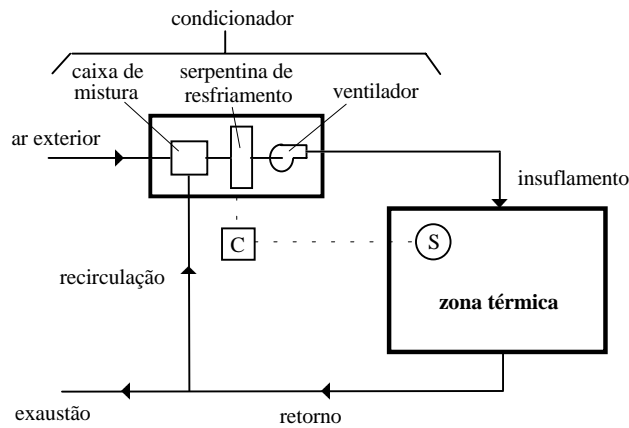 condicionador
caixa de
mistura
serpentina de
resfriamento
ventilador
ar exterior
insuflamento
C
S
zona térmica
recirculação
exaustão
retorno